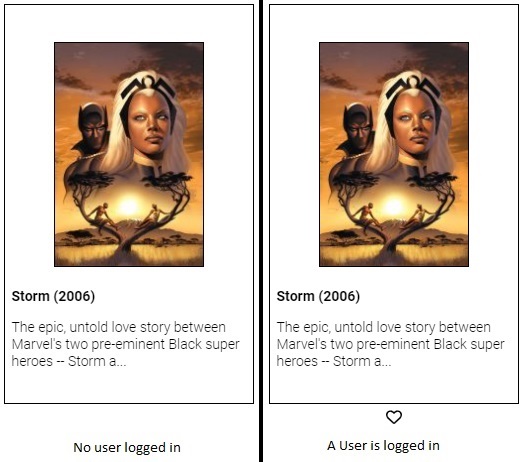 Storm (2006)
The epic, untold love story between
Marvel's two pre-eminent Black super
heroes -- Storm a...
No user logged in
Storm (2006)
The epic, untold love story between
Marvel's two pre-eminent Black super
heroes -- Storm a...
A User is logged in